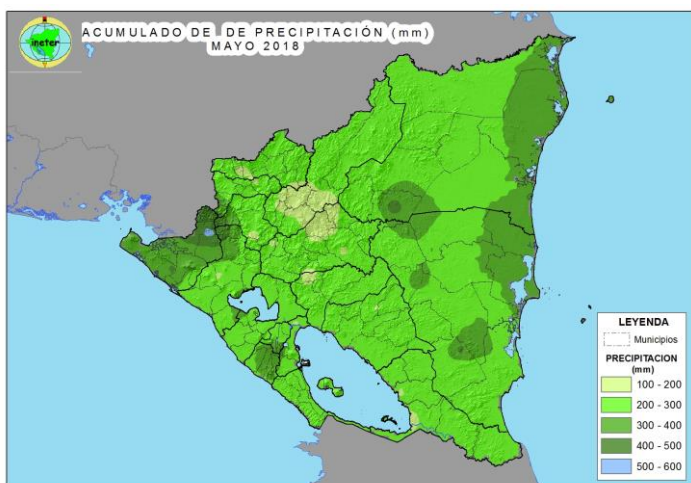 ineter
ACUMULADO DE DE PRECIPITACIÓN (mm)
MAYO 2018
LEYENDA
Municipios
PRECIPITACION
(mm)
100 - 200
200 - 300
300 - 400
400 - 500
500 - 600